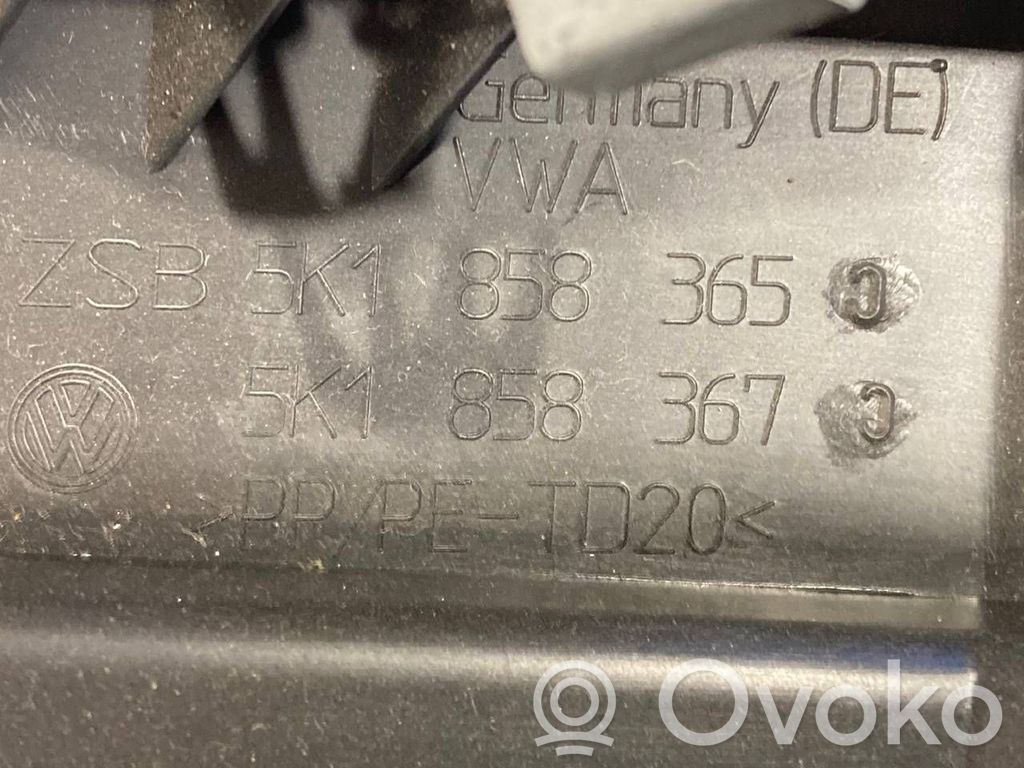 Germany (DE)
VWA
ZSB 5K1 858 365 C
5K1 858 367 C
>PP/PE-TD20<
© Ovoko